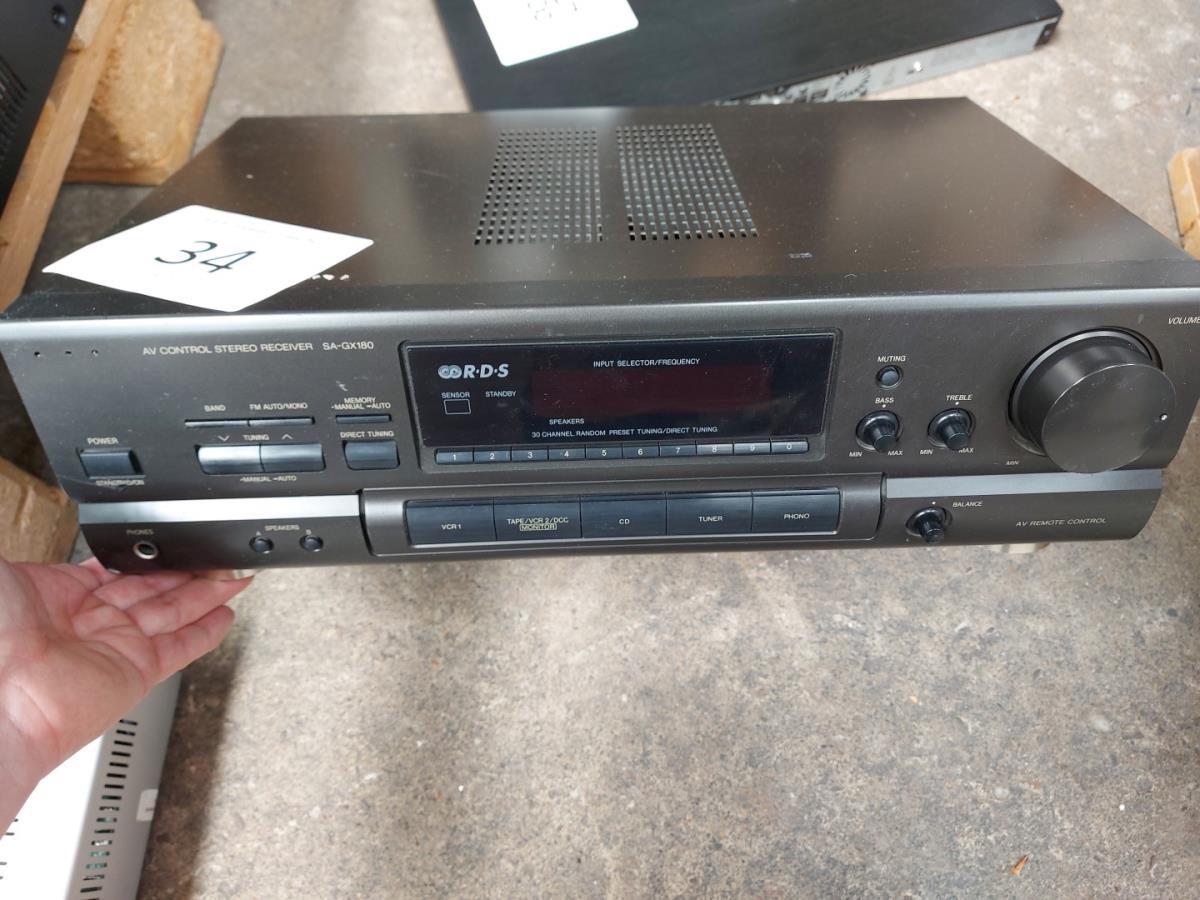 34
AV CONTROL STEREO RECEIVER SA-GX180
VOLUME
R·D·S
INPUT SELECTOR/FREQUENCY
SENSOR
STANDBY
SPEAKERS
30 CHANNEL RANDOM PRESET TUNING/DIRECT TUNING
1 2 3 4 5 6 7 8 9 0
BAND
FM AUTO/MONO
MEMORY
-MANUAL -AUTO
TUNING
DIRECT TUNING
-MANUAL -AUTO
POWER
STANDBY/ON
MUTING
BASS
TREBLE
MIN MAX
MIN MAX
MIN
VCR 1
TAPE/VCR 2/DCC
MONITOR
CD
TUNER
PHONO
BALANCE
AV REMOTE CONTROL
PHONES
SPEAKERS
A B